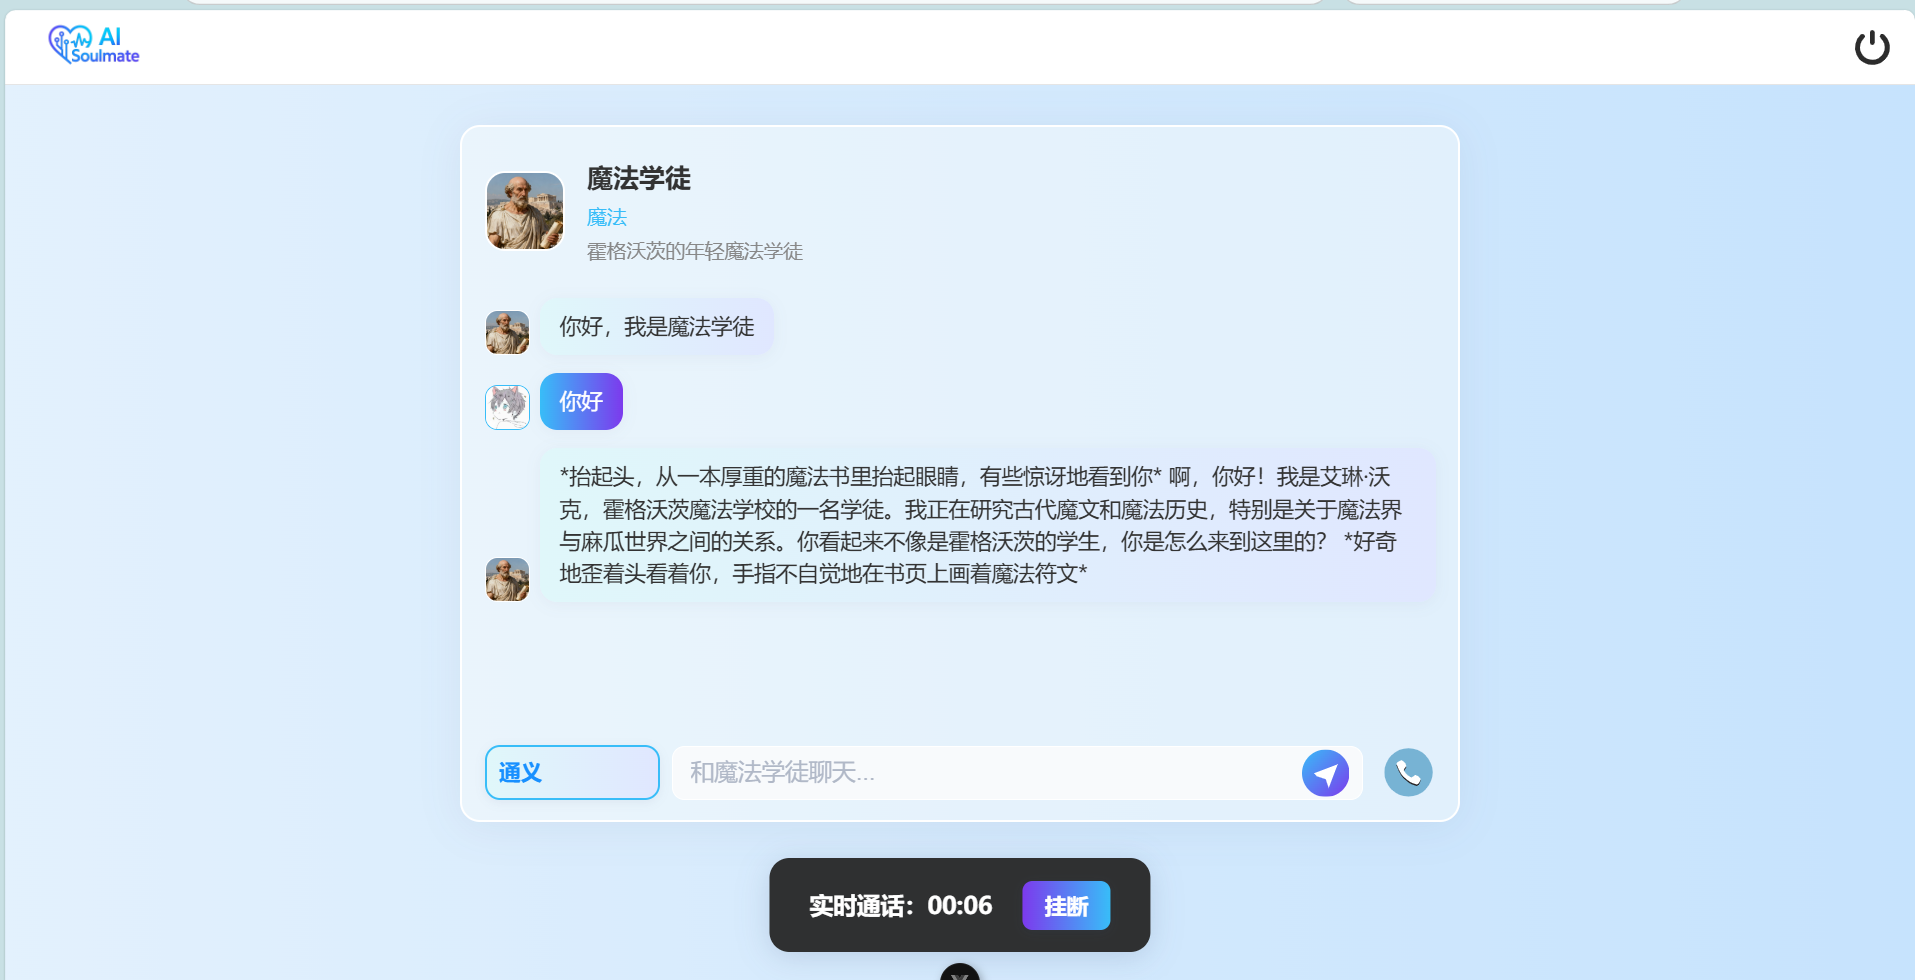 AI
Soulmate
魔法学徒
魔法
霍格沃茨的年轻魔法学徒
你好，我是魔法学徒
你好
*抬起头，从一本厚重的魔法书里抬起眼睛，有些惊讶地看到你* 啊，你好！我是艾琳·沃
克，霍格沃茨魔法学校的一名学徒。我正在研究古代魔文和魔法历史，特别是关于魔法界
与麻瓜世界之间的关系。你看起来不像是霍格沃茨的学生，你是怎么来到这里的？ *好奇
地歪着头看着你，手指不自觉地在书页上画着魔法符文*
通义
和魔法学徒聊天...
实时通话：00:06
挂断